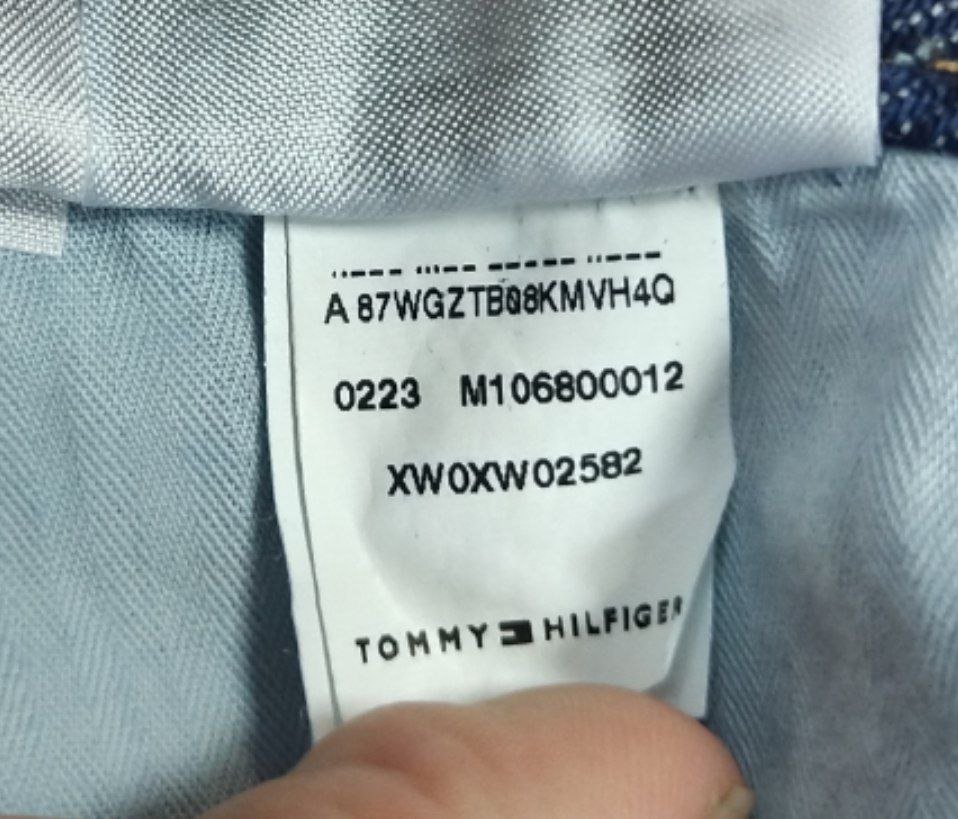 A 87WGZTB08KMVH4Q
0223 M106800012
XW0XW02582
TOMMY HILFIGER